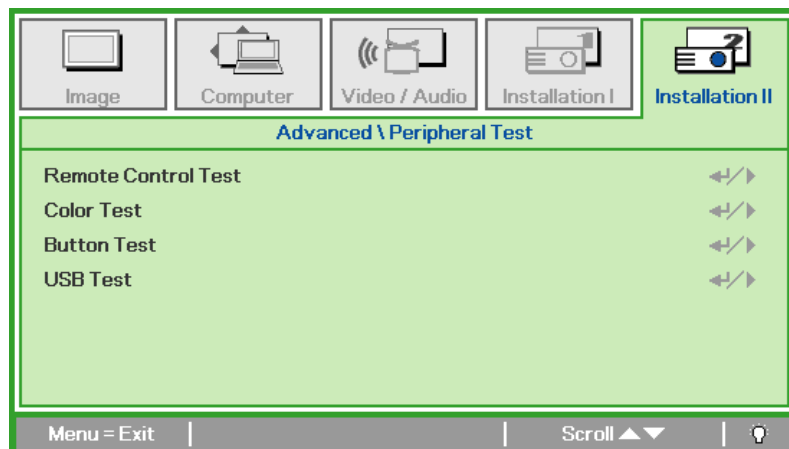 Image
Computer
Video / Audio
Installation I
Installation II
Advanced \ Peripheral Test
Remote Control Test
Color Test
Button Test
USB Test
Menu = Exit
Scroll ▲▼